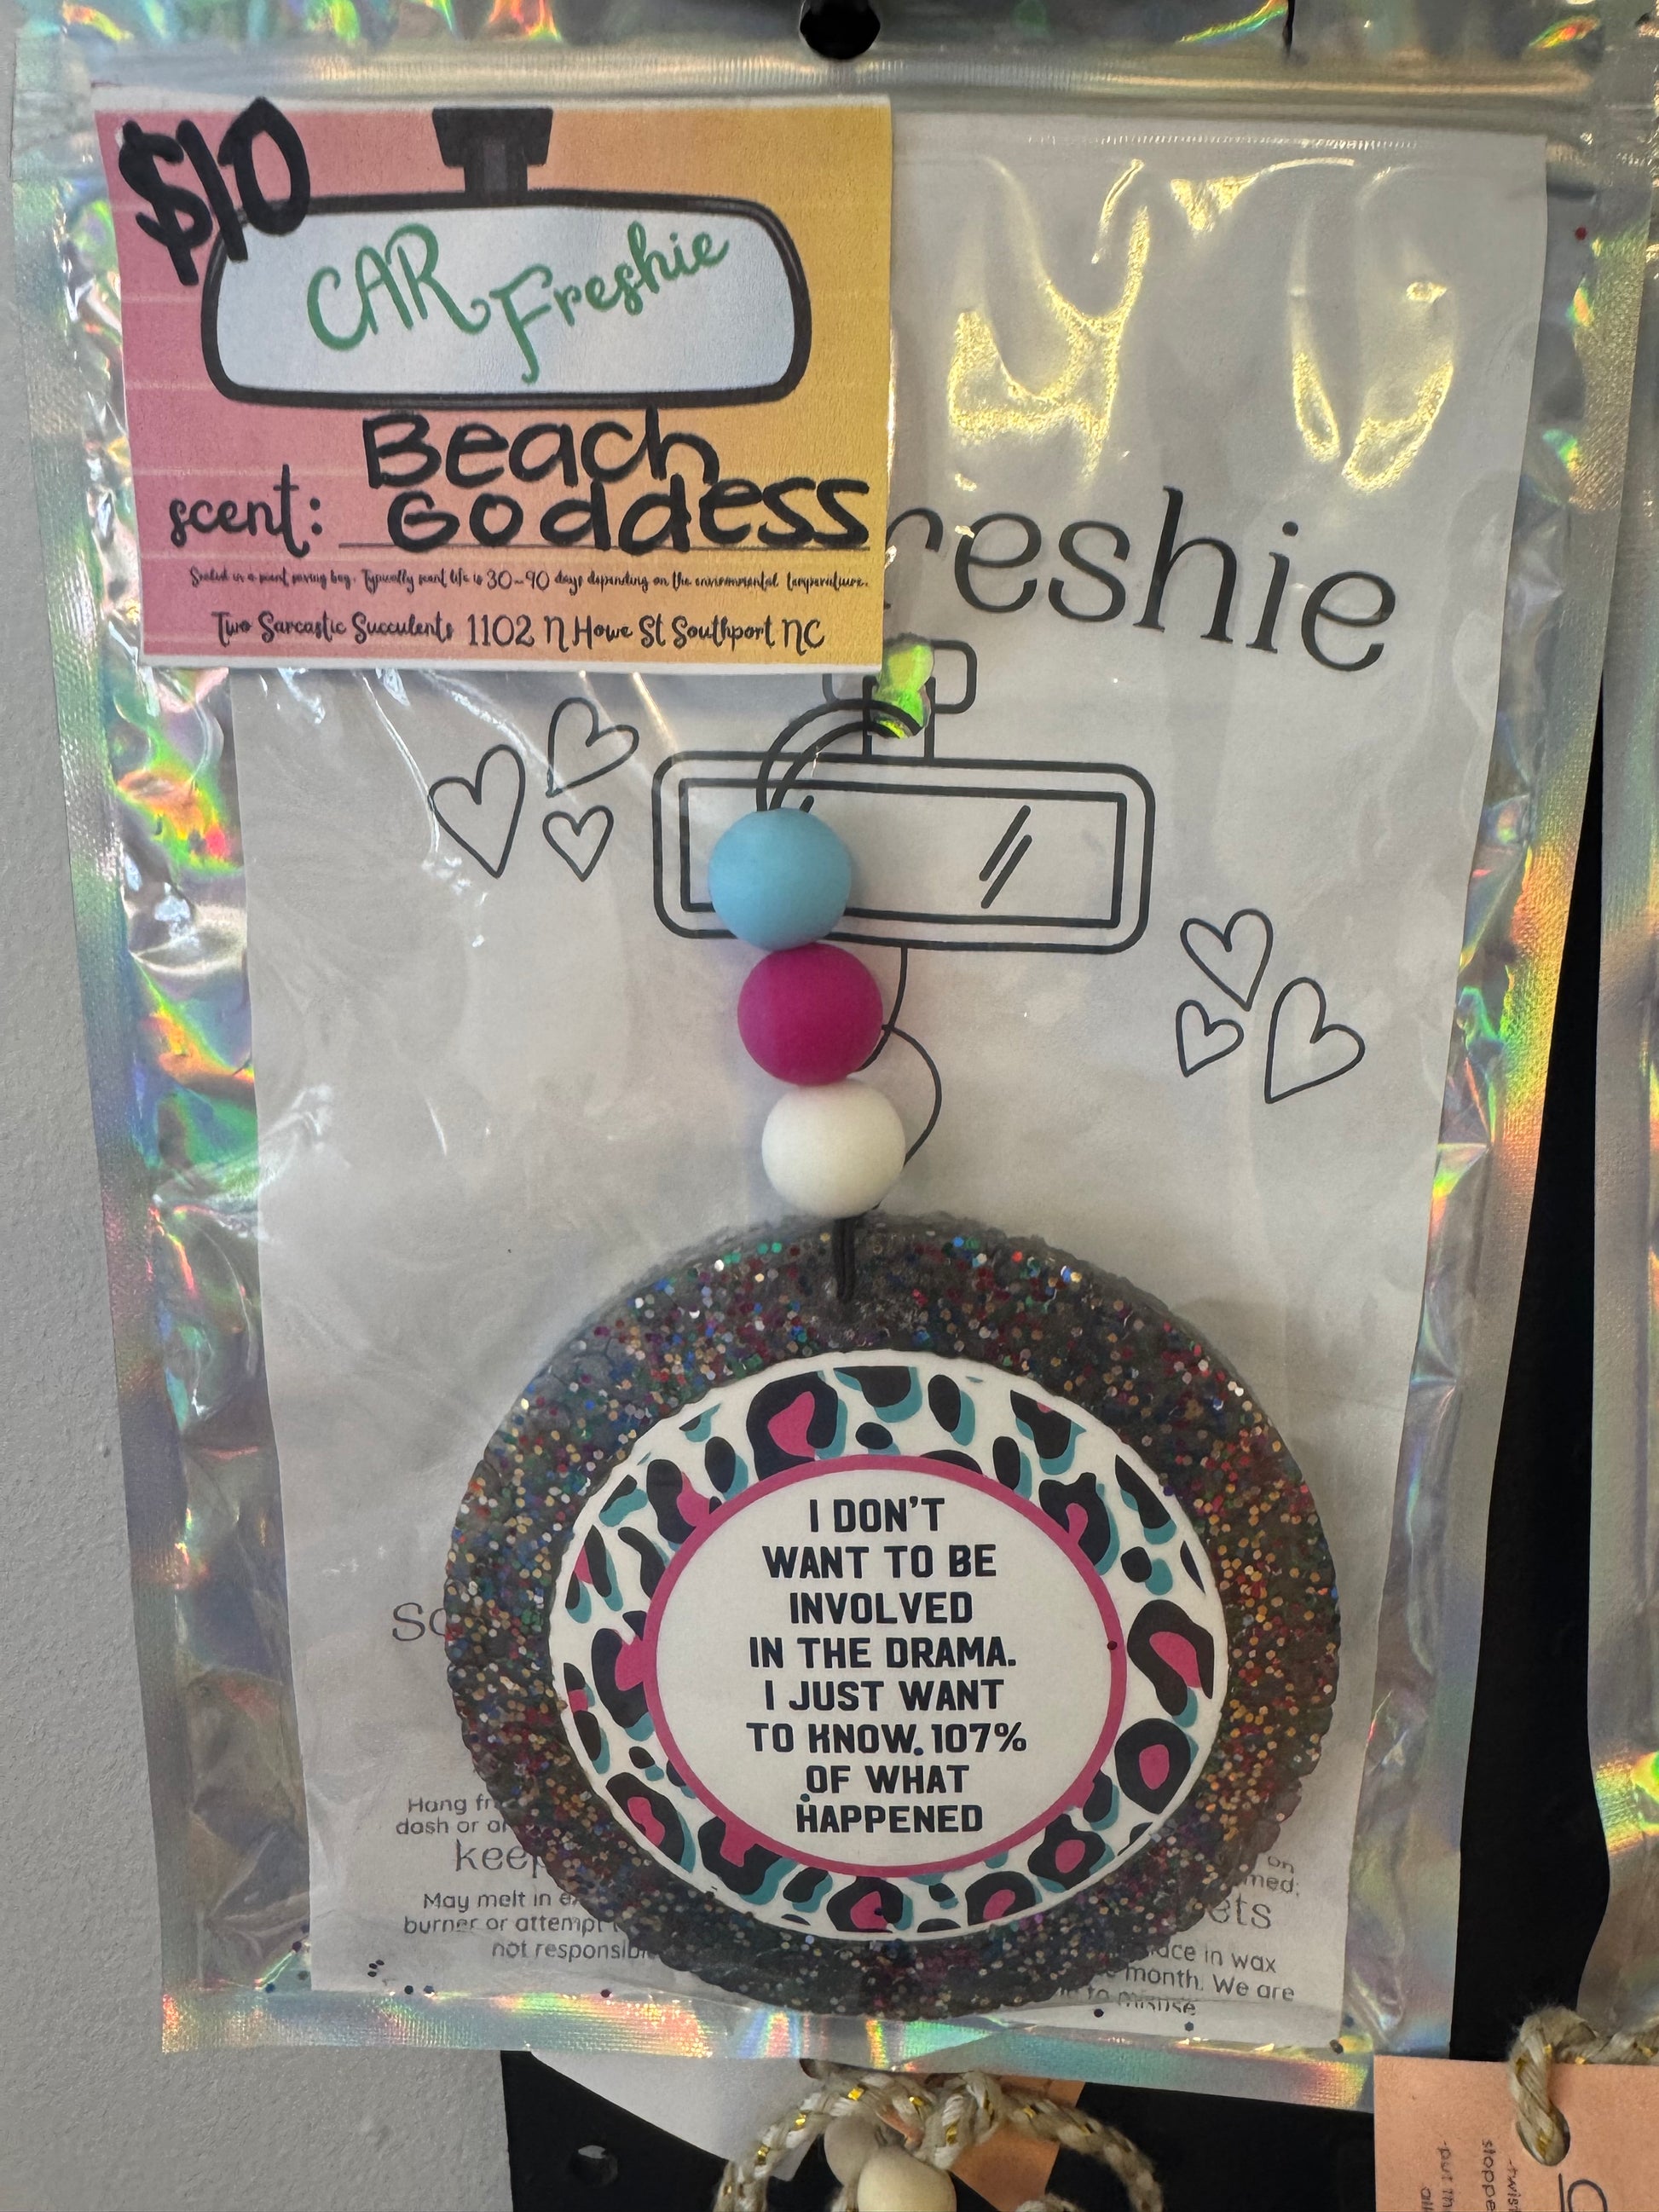 $10
CAR Freshie
Beach
scent: Goddess
Sealed in a scent saving bag. Typically scent life is 30-90 days depending on the environmental temperature.
Two Sarcastic Succulents 1102 N Howe St Southport NC
reshie
I DON'T
WANT TO BE
INVOLVED
IN THE DRAMA.
I JUST WANT
TO KNOW. 107%
OF WHAT
HAPPENED
Hang
dash or
on
keep
May melt in
burner or attempt
ace in wax
not responsib
month. We are
to misuse